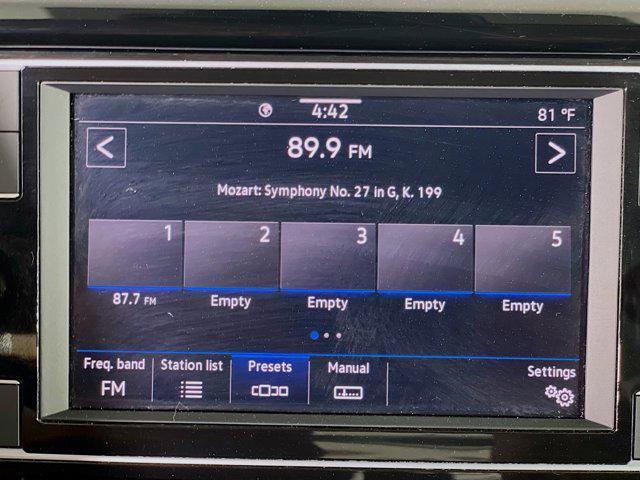 4:42
81 °F
89.9 FM
Mozart: Symphony No. 27 in G, K. 199
1 2 3 4 5
87.7 FM Empty Empty Empty Empty
Freq. band Station list Presets Manual Settings
FM